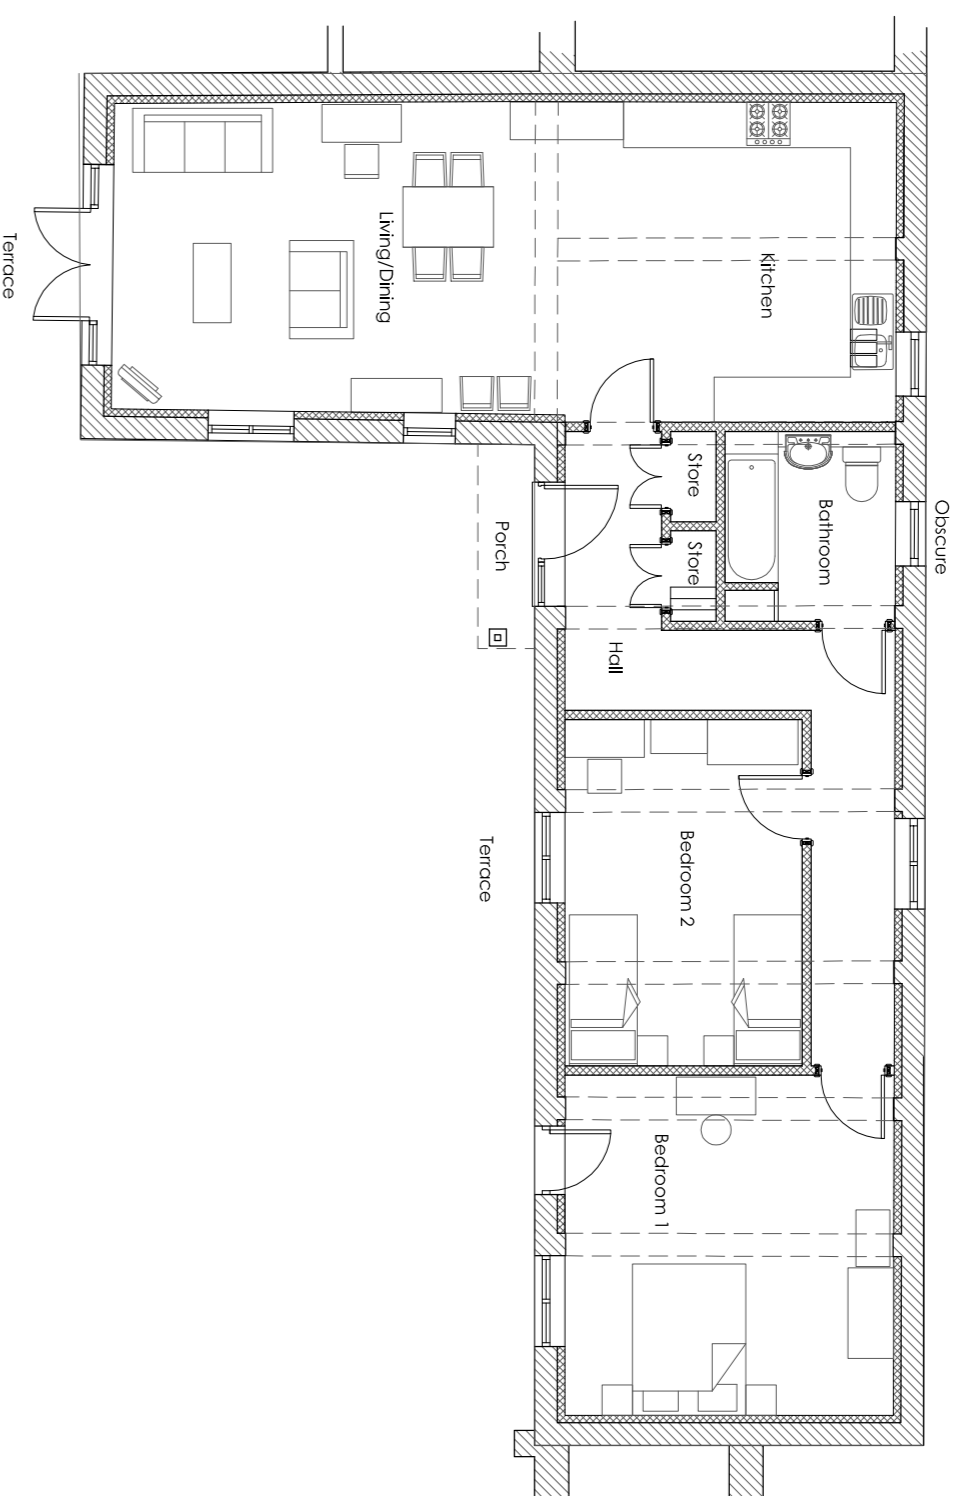 Obscure
Kitchen
Bathroom
Living/Dining
Store
Store
Hall
Bedroom 2
Bedroom 1
Porch
Terrace
Terrace